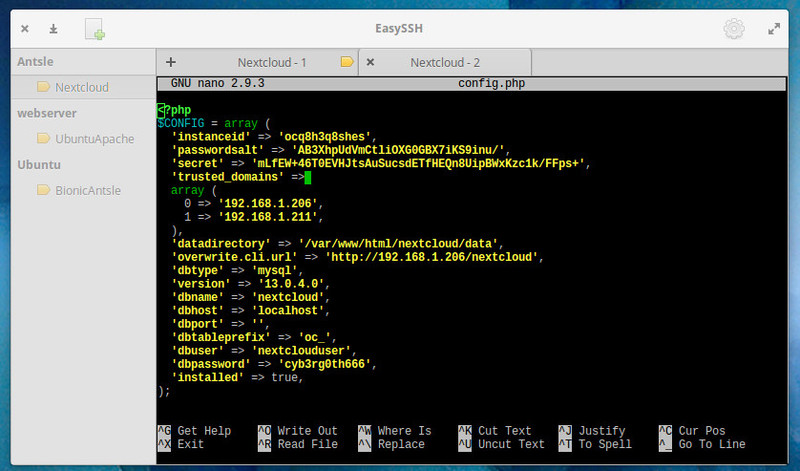 EasySSH
Antsle
Nextcloud
webserver
UbuntuApache
Ubuntu
BionicAntsle
+ Nextcloud - 1 × Nextcloud - 2
GNU nano 2.9.3 config.php
<?php
$CONFIG = array (
'instanceid' => 'ocq8h3q8shes',
'passwordsalt' => 'AB3XhpUdVmCtliOXG0GBX7iKS9inu/',
'secret' => 'mLfEW+46T0EVHJtsAuSucsdETfHEQn8UipBWxKzc1k/FFps+',
'trusted_domains' =>
array (
0 => '192.168.1.206',
1 => '192.168.1.211',
),
'datadirectory' => '/var/www/html/nextcloud/data',
'overwrite.cli.url' => 'http://192.168.1.206/nextcloud',
'dbtype' => 'mysql',
'version' => '13.0.4.0',
'dbname' => 'nextcloud',
'dbhost' => 'localhost',
'dbport' => '',
'dbtableprefix' => 'oc_',
'dbuser' => 'nextclouduser',
'dbpassword' => 'cyb3rg0th666',
'installed' => true,
);
^G Get Help ^O Write Out ^W Where Is ^K Cut Text ^J Justify ^C Cur Pos
^X Exit ^R Read File ^\ Replace ^U Uncut Text ^T To Spell ^_ Go To Line